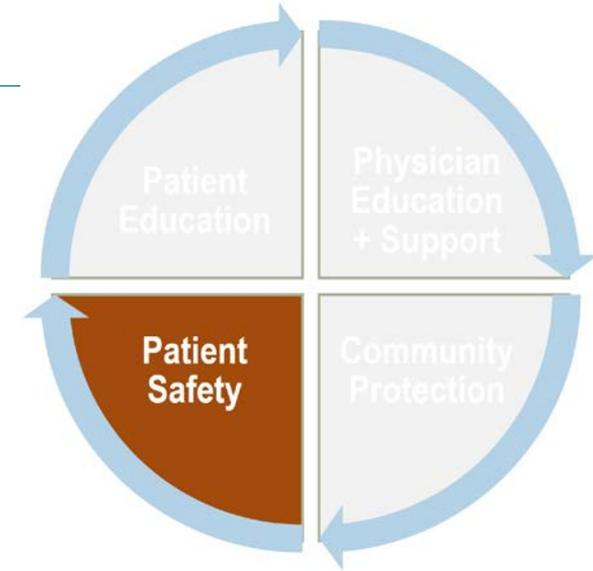 Patient
Education
Physician
Education
+ Support
Patient
Safety
Community
Protection